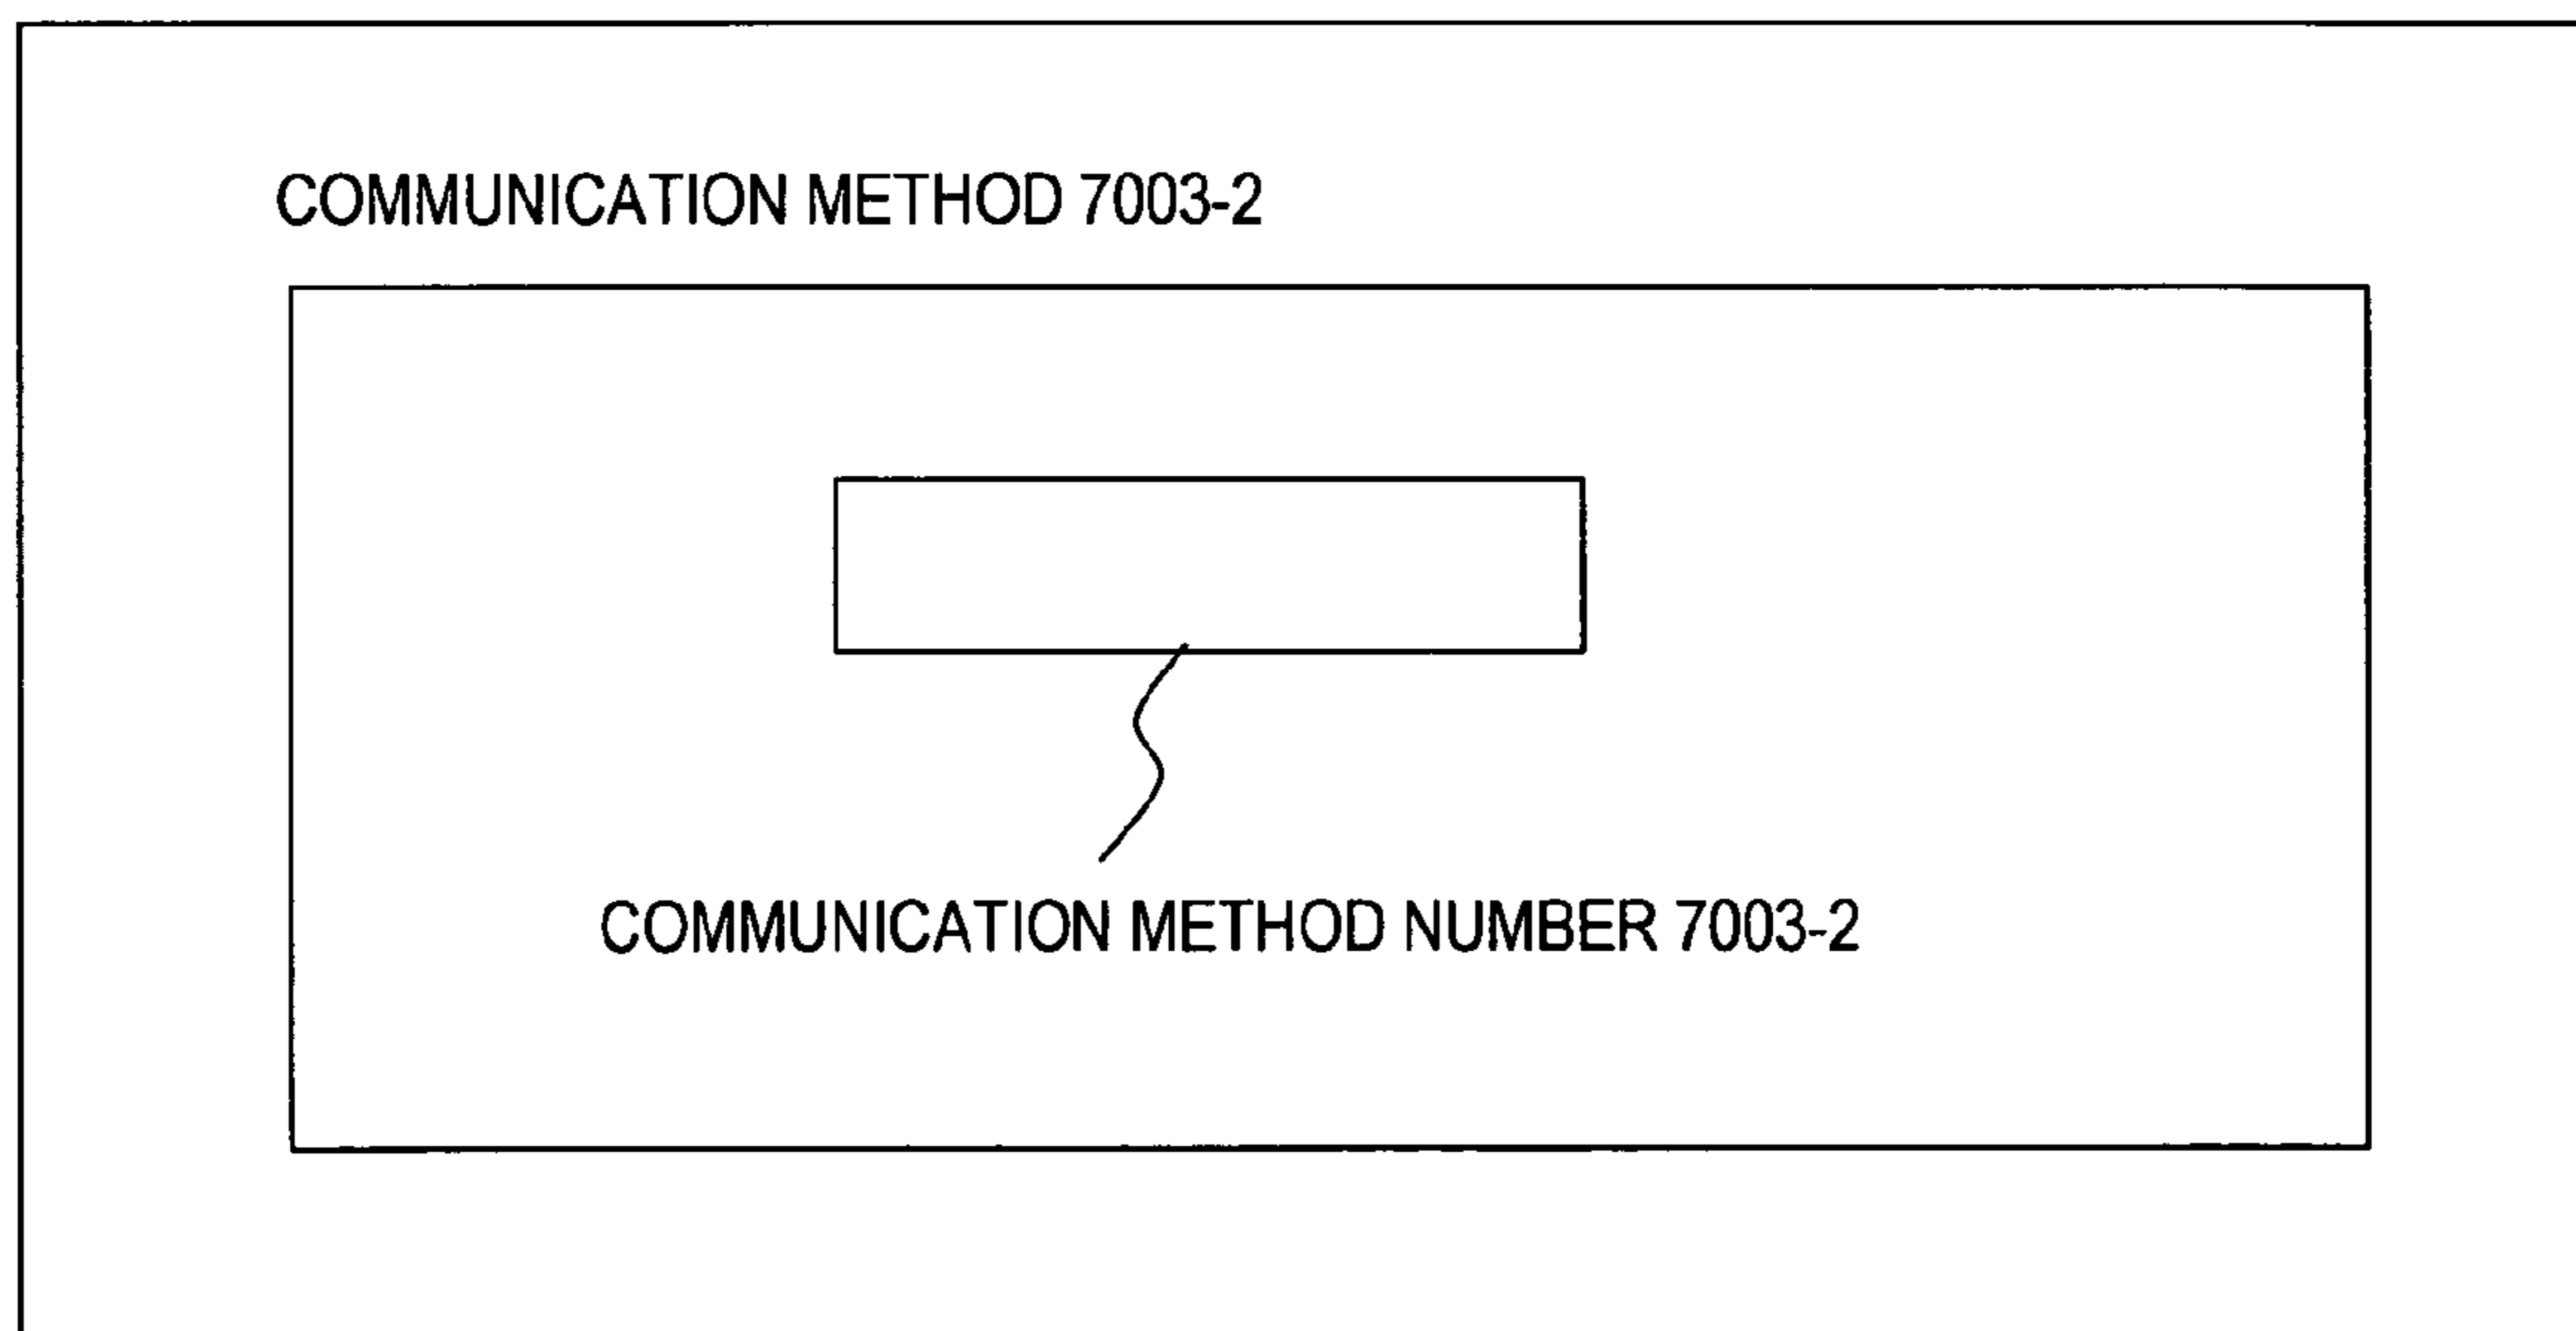 COMMUNICATION METHOD 7003-2
COMMUNICATION METHOD NUMBER 7003-2